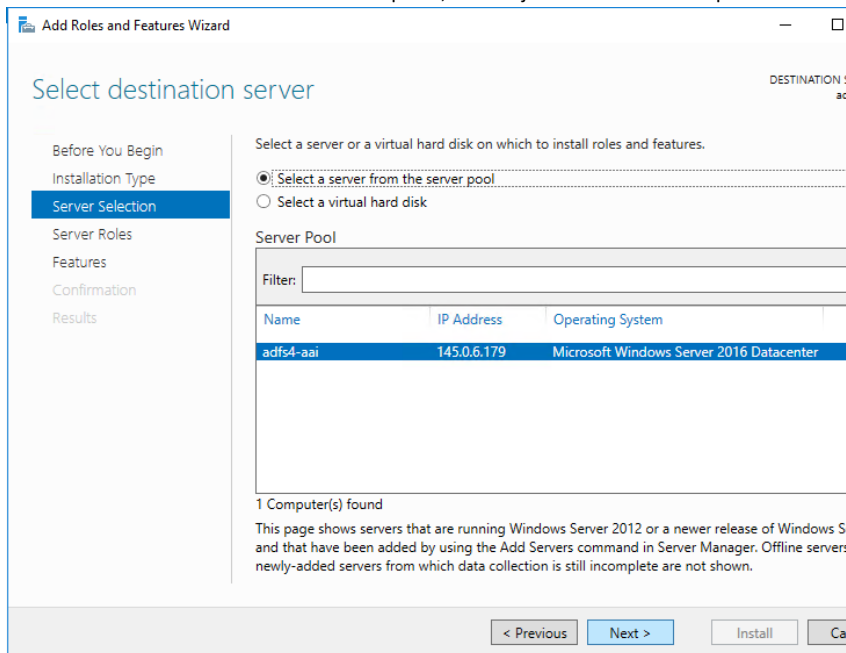 Add Roles and Features Wizard
Select destination server
DESTINATION
Before You Begin
Installation Type
Server Selection
Server Roles
Features
Confirmation
Results
Select a server or a virtual hard disk on which to install roles and features.
Select a server from the server pool
Select a virtual hard disk
Server Pool
Filter:
Name IP Address Operating System
adfs4-aai 145.0.6.179 Microsoft Windows Server 2016 Datacenter
1 Computer(s) found
This page shows servers that are running Windows Server 2012 or a newer release of Windows S
and that have been added by using the Add Servers command in Server Manager. Offline servers
newly-added servers from which data collection is still incomplete are not shown.
< Previous Next > Install Ca